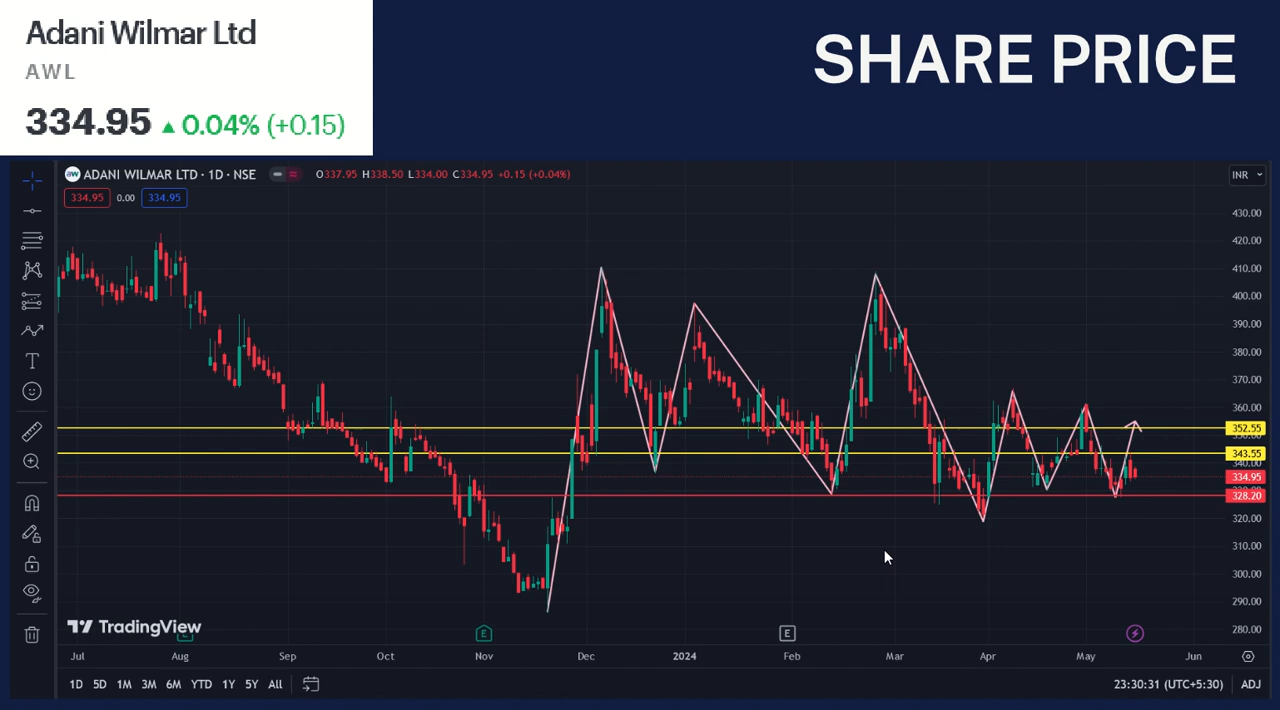 Adani Wilmar Ltd
AWL
334.95 ▲ 0.04% (+0.15)
SHARE PRICE
aw ADANI WILMAR LTD · 1D · NSE O337.95 H338.50 L334.00 C334.95 +0.15 (+0.04%)
INR
334.95 0.00 334.95
430.00
420.00
410.00
400.00
390.00
380.00
370.00
360.00
352.55
343.55
340.00
334.95
328.20
320.00
310.00
300.00
290.00
280.00
T
TradingView
E E
Jul Aug Sep Oct Nov Dec 2024 Feb Mar Apr May Jun
1D 5D 1M 3M 6M YTD 1Y 5Y All 23:30:31 (UTC+5:30) ADJ